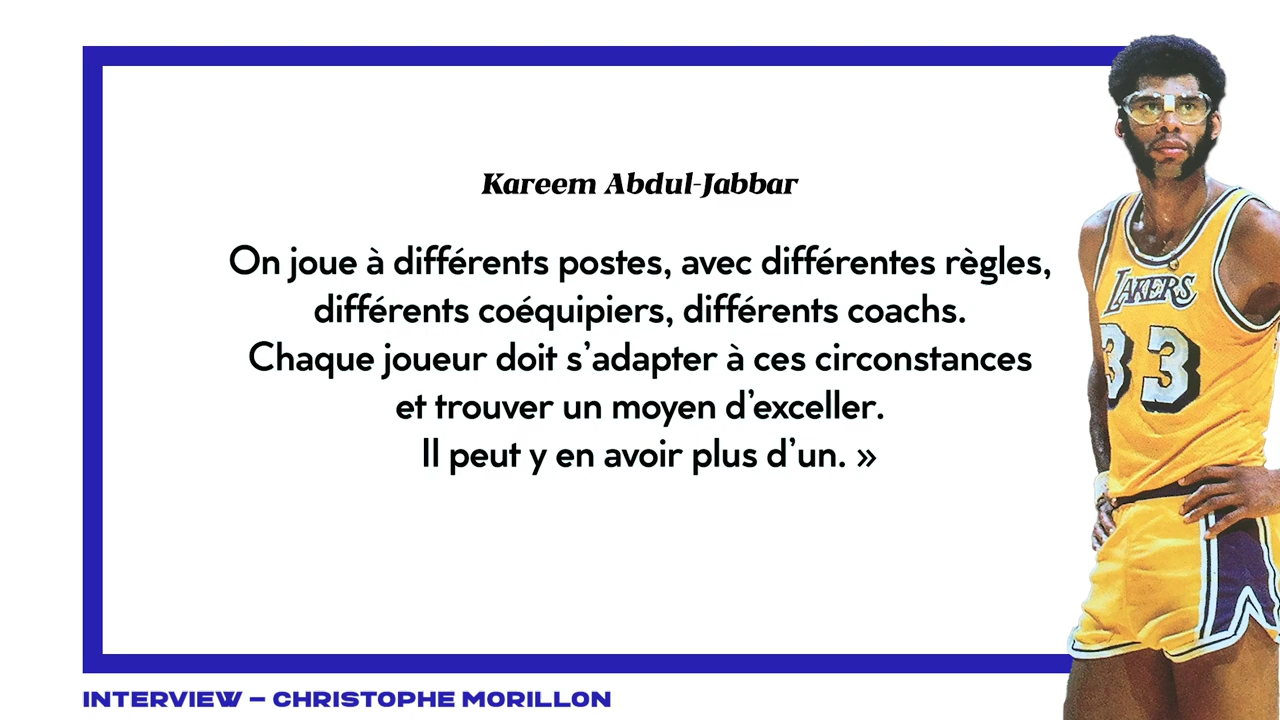 Kareem Abdul-Jabbar
On joue à différents postes, avec différentes règles,
différents coéquipiers, différents coachs.
Chaque joueur doit s’adapter à ces circonstances
et trouver un moyen d’exceller.
Il peut y en avoir plus d’un. »
LAKERS
33
INTERVIEW – CHRISTOPHE MORILLON